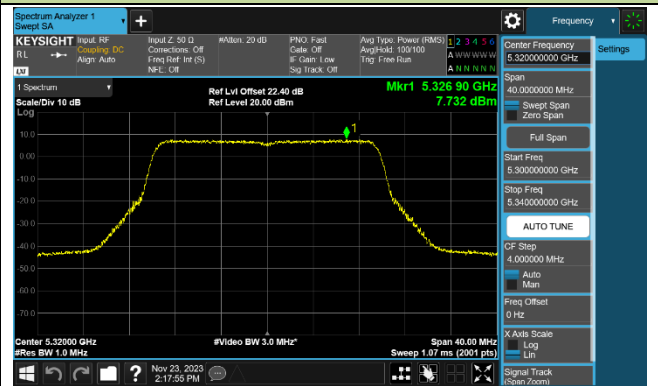 Spectrum Analyzer 1
Swept SA
Frequency
KEYSIGHT
Input: RF
Input Z: 50 Ω
#Atten: 20 dB
PNO: Fast
Avg Type: Power (RMS)
1 2 3 4 5 6
RL
Coupling: DC
Corrections: Off
Gate: Off
Avg|Hold: 100/100
A W W W W W
Align: Auto
Freq Ref: Int (S)
IF Gain: Low
Trig: Free Run
NFE: Off
Sig Track: Off
A N N N N N
LXI
1 Spectrum
Ref Lvl Offset 22.40 dB
Mkr1 5.326 90 GHz
Scale/Div 10 dB
Ref Level 20.00 dBm
7.732 dBm
Log
1
10.0
0.00
-10.0
-20.0
-30.0
-40.0
-50.0
-60.0
-70.0
Center 5.32000 GHz
#Video BW 3.0 MHz*
Span 40.00 MHz
#Res BW 1.0 MHz
Sweep 1.07 ms (2001 pts)
Nov 23, 2023
2:17:55 PM
Center Frequency
5.320000000 GHz
Settings
Span
40.0000000 MHz
Swept Span
Zero Span
Full Span
Start Freq
5.300000000 GHz
Stop Freq
5.340000000 GHz
AUTO TUNE
CF Step
4.000000 MHz
Auto
Man
Freq Offset
0 Hz
X Axis Scale
Log
Lin
Signal Track
(Span Zoom)